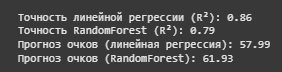 Точность линейной регрессии (R²): 0.86
Точность RandomForest (R²): 0.79
Прогноз очков (линейная регрессия): 57.99
Прогноз очков (RandomForest): 61.93